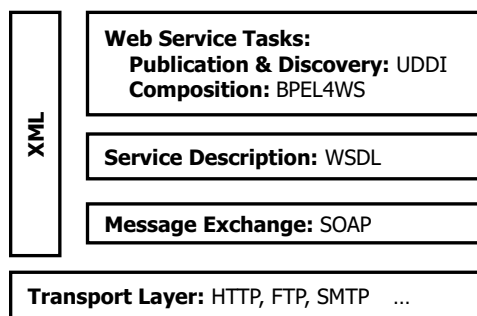 XML
Web Service Tasks:
Publication & Discovery: UDDI
Composition: BPEL4WS
Service Description: WSDL
Message Exchange: SOAP
Transport Layer: HTTP, FTP, SMTP ...